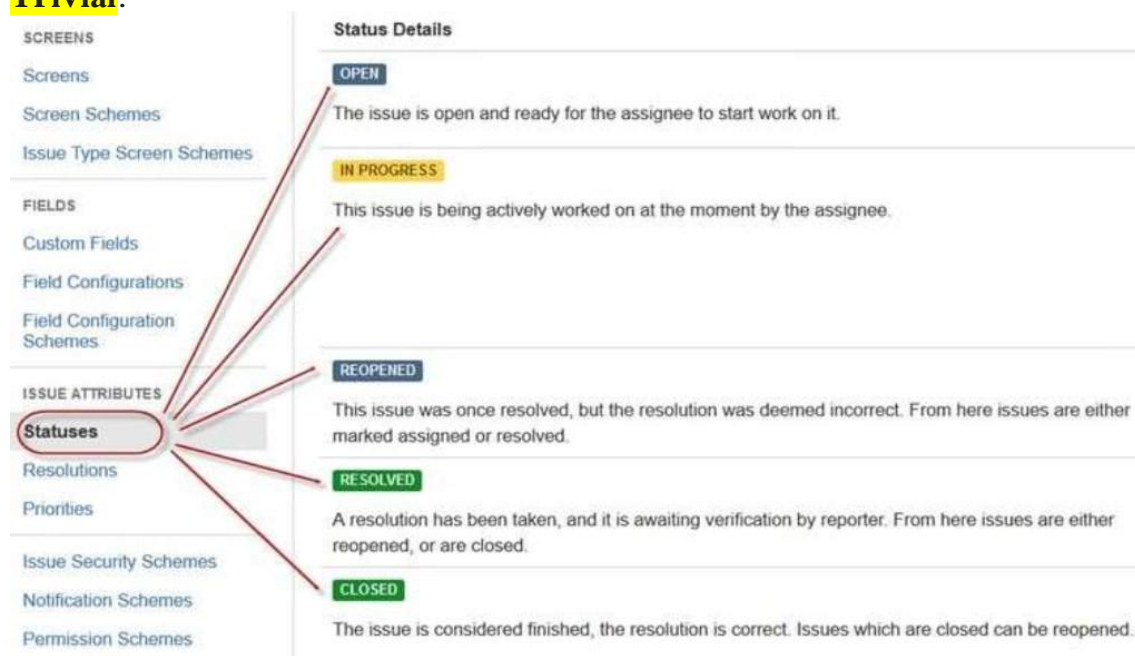 Trivial.
SCREENS
Screens
Screen Schemes
Issue Type Screen Schemes
FIELDS
Custom Fields
Field Configurations
Field Configuration
Schemes
ISSUE ATTRIBUTES
Statuses
Resolutions
Priorities
Issue Security Schemes
Notification Schemes
Permission Schemes
Status Details
OPEN
The issue is open and ready for the assignee to start work on it.
IN PROGRESS
This issue is being actively worked on at the moment by the assignee.
REOPENED
This issue was once resolved, but the resolution was deemed incorrect. From here issues are either
marked assigned or resolved.
RESOLVED
A resolution has been taken, and it is awaiting verification by reporter. From here issues are either
reopened, or are closed.
CLOSED
The issue is considered finished, the resolution is correct. Issues which are closed can be reopened.